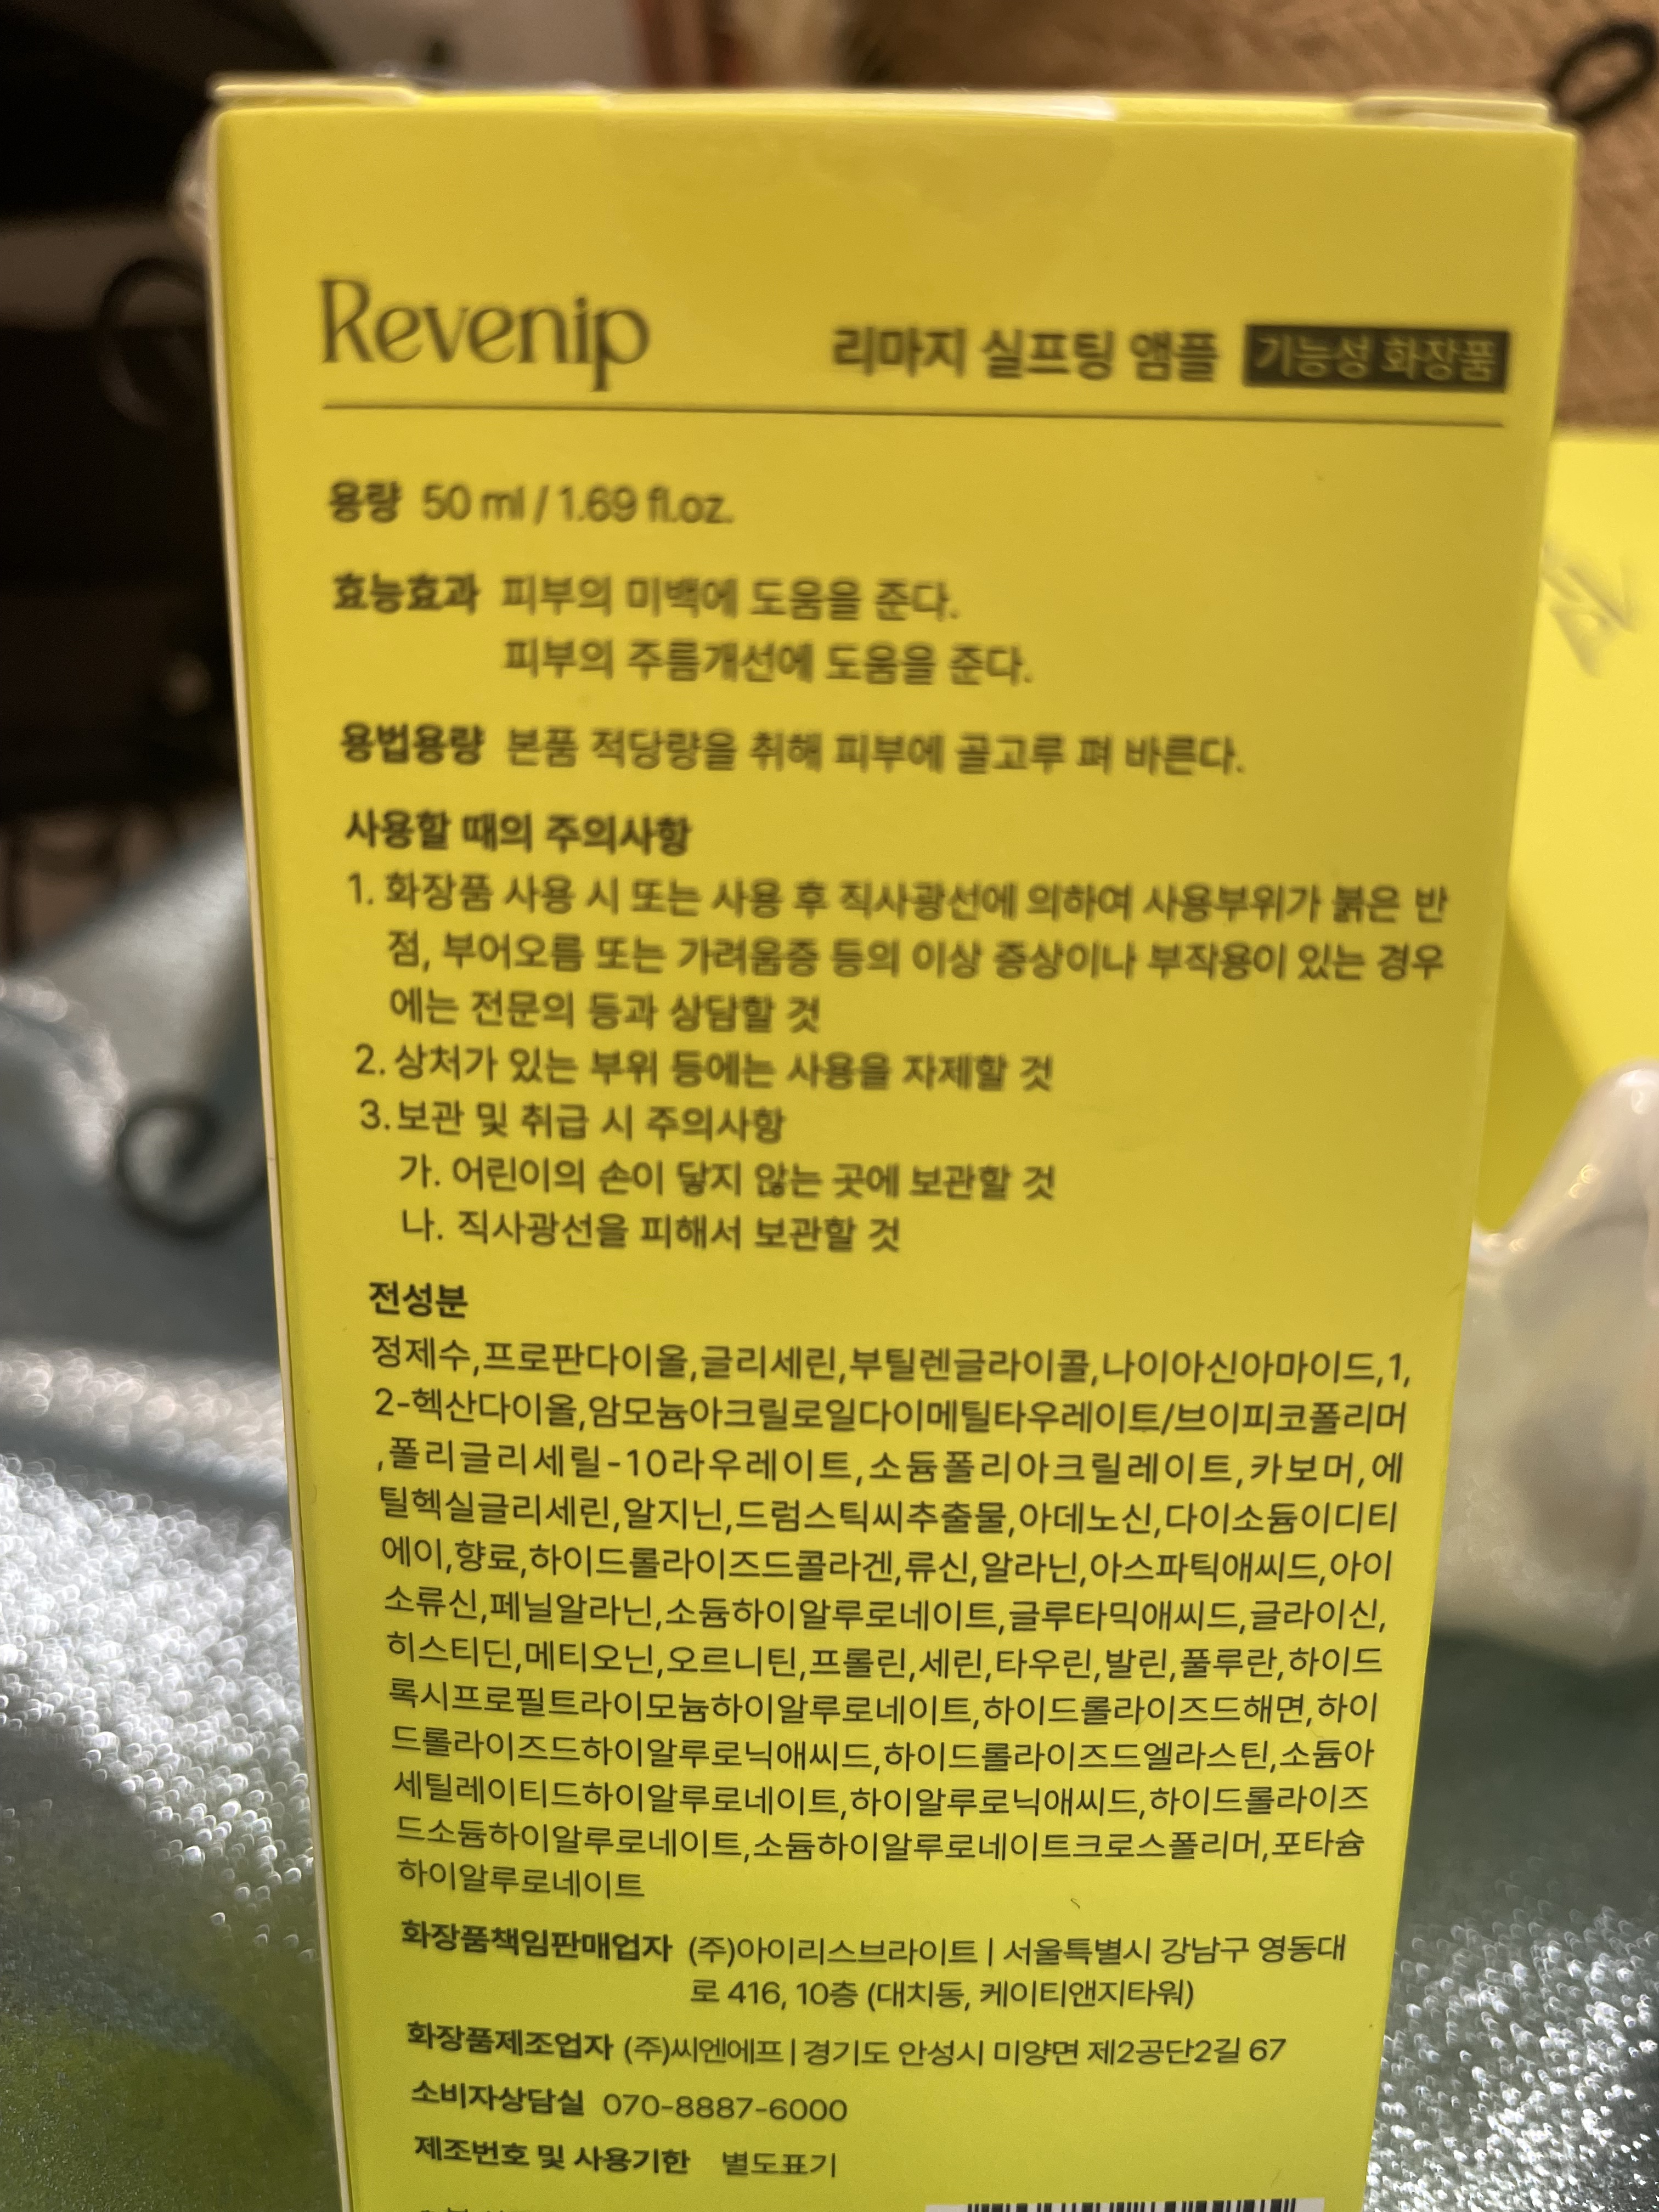 Revenip 리마지 실프팅 앰플 기능성 화장품
용량 50 ml / 1.69 fl.oz.
효능효과 피부의 미백에 도움을 준다.
피부의 주름개선에 도움을 준다.
용법용량 본품 적당량을 취해 피부에 골고루 펴 바른다.
사용할 때의 주의사항
1. 화장품 사용 시 또는 사용 후 직사광선에 의하여 사용부위가 붉은 반
점, 부어오름 또는 가려움증 등의 이상 증상이나 부작용이 있는 경우
에는 전문의 등과 상담할 것
2. 상처가 있는 부위 등에는 사용을 자제할 것
3. 보관 및 취급 시 주의사항
가. 어린이의 손이 닿지 않는 곳에 보관할 것
나. 직사광선을 피해서 보관할 것
전성분
정제수,프로판다이올,글리세린,부틸렌글라이콜,나이아신아마이드,1,
2-헥산다이올,암모늄아크릴로일다이메틸타우레이트/브이피코폴리머
,폴리글리세릴-10라우레이트,소듐폴리아크릴레이트,카보머,에
틸헥실글리세린,알지닌,드럼스틱씨추출물,아데노신,다이소듐이디티
에이,향료,하이드롤라이즈드콜라겐,류신,알라닌,아스파틱애씨드,아이
소류신,페닐알라닌,소듐하이알루로네이트,글루타믹애씨드,글라이신,
히스티딘,메티오닌,오르니틴,프롤린,세린,타우린,발린,풀루란,하이드
록시프로필트라이모늄하이알루로네이트,하이드롤라이즈드해면,하이
드롤라이즈드하이알루로닉애씨드,하이드롤라이즈드엘라스틴,소듐아
세틸레이티드하이알루로네이트,하이알루로닉애씨드,하이드롤라이즈
드소듐하이알루로네이트,소듐하이알루로네이트크로스폴리머,포타슘
하이알루로네이트
화장품책임판매업자 (주)아이리스브라이트 | 서울특별시 강남구 영동대
로 416, 10층 (대치동, 케이티앤지타워)
화장품제조업자 (주)씨엔에프 | 경기도 안성시 미양면 제2공단2길 67
소비자상담실 070-8887-6000
제조번호 및 사용기한 별도표기